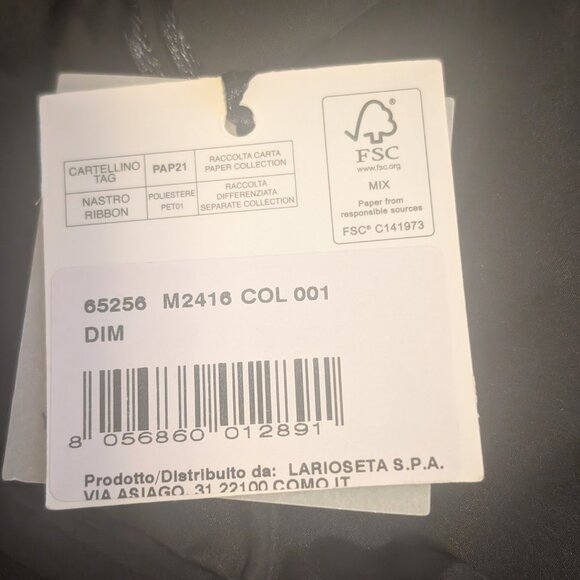 CARTELLINO TAG PAP21 RACCOLTA CARTA PAPER COLLECTION
NASTRO RIBBON POLIESTERE PET01 RACCOLTA DIFFERENZIATA SEPARATE COLLECTION
FSC®
www.fsc.org
MIX
Paper from
responsible sources
FSC® C141973
65256 M2416 COL 001
DIM
8 056860 012891
Prodotto/Distribuito da: LARIOSETA S.P.A.
VIA ASIAGO, 31 22100 COMO IT